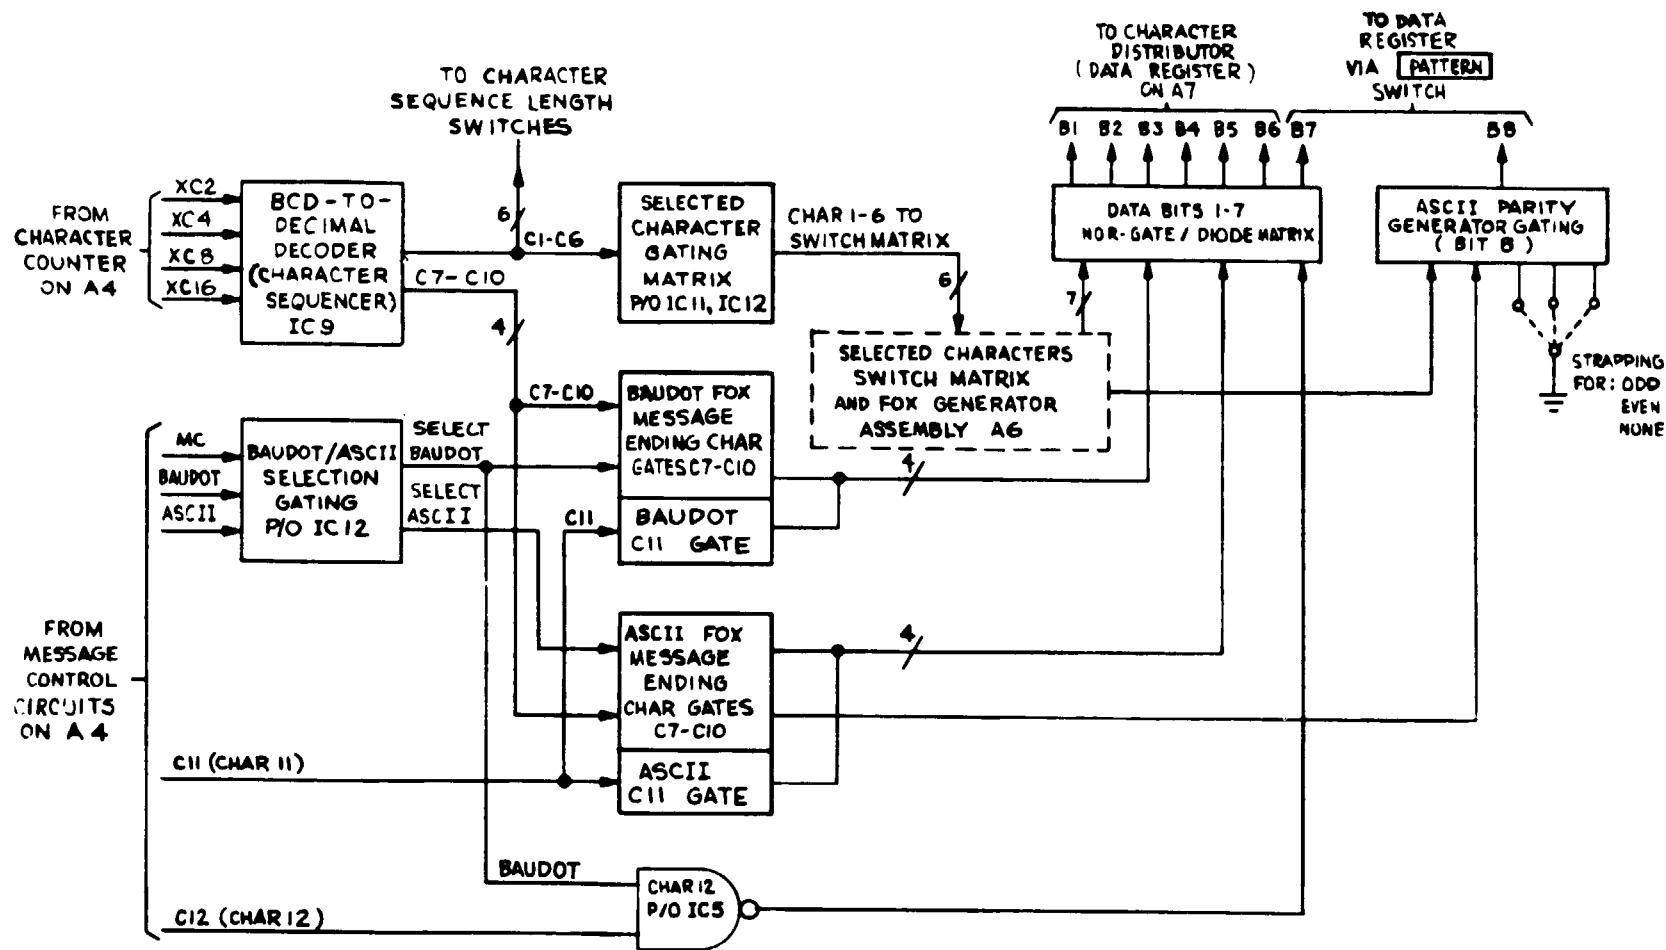 TO CHARACTER
SEQUENCE LENGTH
SWITCHES
TO CHARACTER
DISTRIBUTOR
(DATA REGISTER)
ON A7
TO DATA
REGISTER
VIA PATTERN
SWITCH
B1 B2 B3 B4 B5 B6 B7 B8
FROM
CHARACTER
COUNTER
ON A4
XC2
XC4
XC8
XC16
BCD-TO-
DECIMAL
DECODER
(CHARACTER
SEQUENCER)
IC9
6
C1-C6
C7-C10
4
SELECTED
CHARACTER
GATING
MATRIX
P/O IC11, IC12
CHAR 1-6 TO
SWITCH MATRIX
6
7
DATA BITS 1-7
NOR-GATE / DIODE MATRIX
ASCII PARITY
GENERATOR GATING
(BIT 8)
STRAPPING
FOR: ODD
EVEN
NONE
SELECTED CHARACTERS
SWITCH MATRIX
AND FOX GENERATOR
ASSEMBLY A6
FROM
MESSAGE
CONTROL
CIRCUITS
ON A4
MC
BAUDOT
ASCII
BAUDOT/ASCII
SELECTION
GATING
P/O IC12
SELECT
BAUDOT
SELECT
ASCII
C7-C10
BAUDOT FOX
MESSAGE
ENDING CHAR
GATES C7-C10
4
C11
BAUDOT
C11 GATE
ASCII FOX
MESSAGE
ENDING
CHAR GATES
C7-C10
4
C11 (CHAR 11)
ASCII
C11 GATE
BAUDOT
C12 (CHAR 12)
CHAR 12
P/O IC5